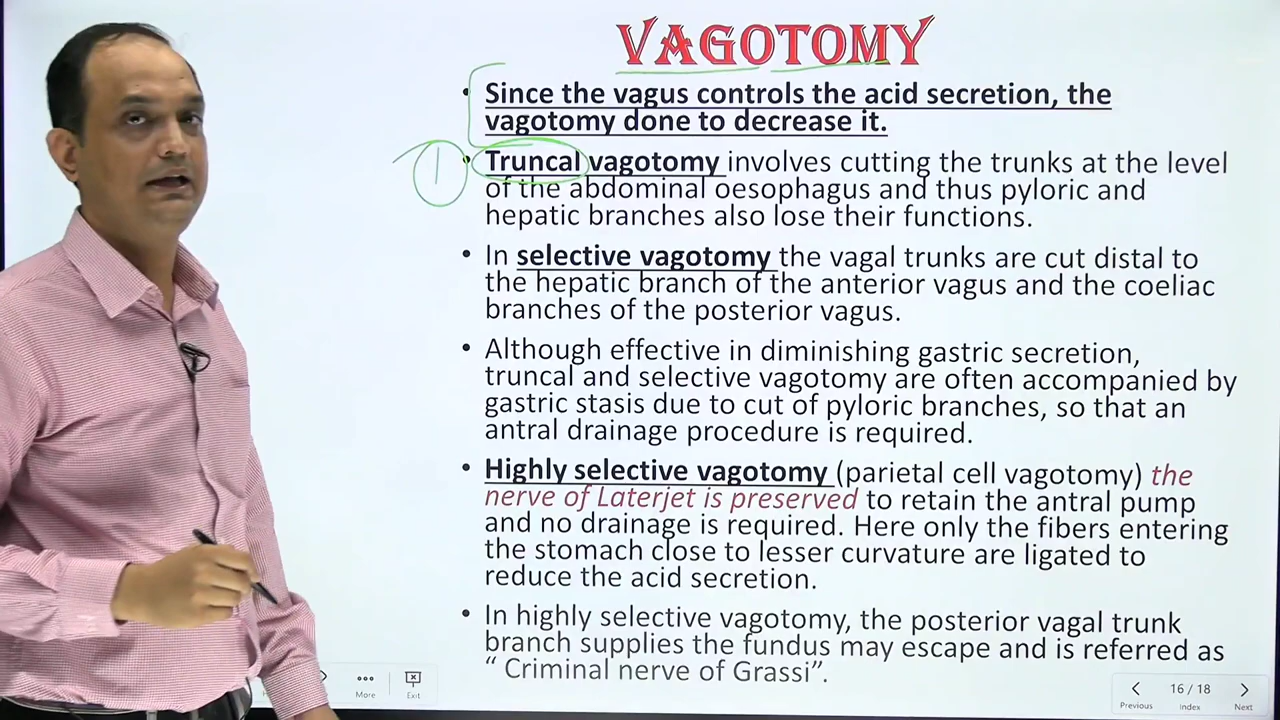 VAGOTOMY
• Since the vagus controls the acid secretion, the
vagotomy done to decrease it.
1
• Truncal vagotomy involves cutting the trunks at the level
of the abdominal oesophagus and thus pyloric and
hepatic branches also lose their functions.
• In selective vagotomy the vagal trunks are cut distal to
the hepatic branch of the anterior vagus and the coeliac
branches of the posterior vagus.
• Although effective in diminishing gastric secretion,
truncal and selective vagotomy are often accompanied by
gastric stasis due to cut of pyloric branches, so that an
antral drainage procedure is required.
• Highly selective vagotomy (parietal cell vagotomy) the
nerve of Laterjet is preserved to retain the antral pump
and no drainage is required. Here only the fibers entering
the stomach close to lesser curvature are ligated to
reduce the acid secretion.
• In highly selective vagotomy, the posterior vagal trunk
branch supplies the fundus may escape and is referred as
“ Criminal nerve of Grassi”.
More
Exit
16 / 18
Previous Index Next